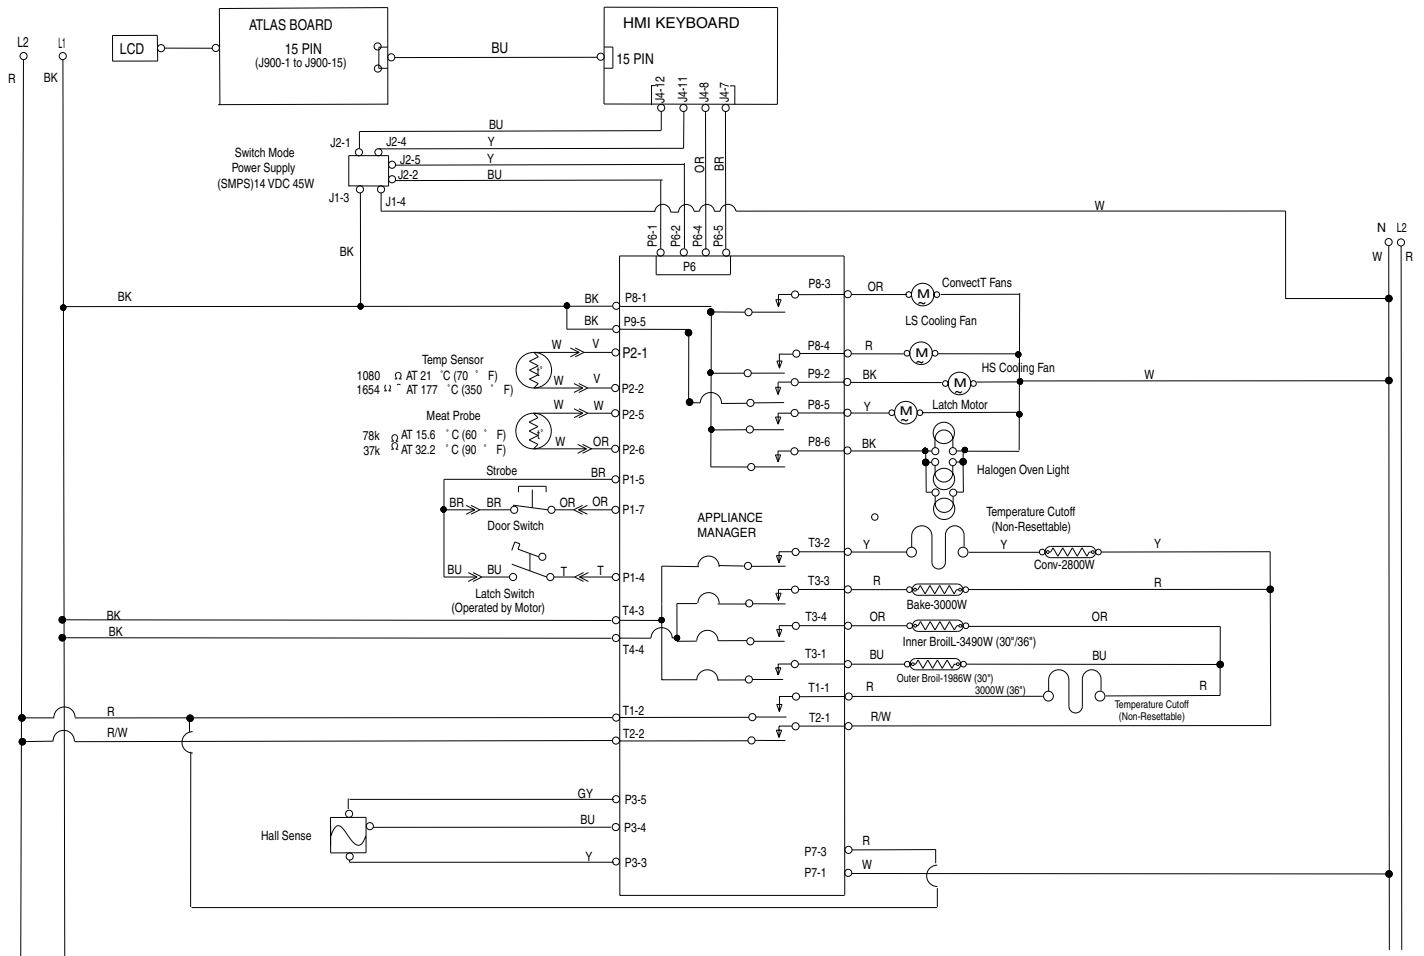 ATLAS BOARD
15 PIN
(J900-1 to J900-15)
LCD
HMI KEYBOARD
15 PIN
BU
J4-12
J4-11
J4-8
J4-7
L2
L1
R
BK
BU
J2-1
J2-4
Y
J2-5
Y
J2-2
BU
Switch Mode
Power Supply
(SMPS)14 VDC 45W
J1-3
J1-4
OR
BR
W
BK
P6-1
P6-2
P6-4
P6-5
P6
N
L2
W
R
BK
BK
P8-1
BK
P9-5
P8-3
OR
M
~
ConvectT Fans
LS Cooling Fan
P8-4
R
M
~
HS Cooling Fan
P9-2
BK
M
~
W
P8-5
Y
M
~
Latch Motor
P8-6
BK
Halogen Oven Light
Temp Sensor
1080 Ω AT 21 °C (70 ° F)
1654 Ω AT 177 °C (350 ° F)
W
V
P2-1
t°
W
V
P2-2
Meat Probe
78k Ω AT 15.6 °C (60 ° F)
37k Ω AT 32.2 °C (90 ° F)
W
W
P2-5
t°
W
OR
P2-6
Strobe
BR
P1-5
BR
BR
OR
OR
P1-7
Door Switch
BU
BU
T
T
P1-4
Latch Switch
(Operated by Motor)
APPLIANCE
MANAGER
Temperature Cutoff
(Non-Resettable)
T3-2
Y
Y
Y
Conv-2800W
T3-3
R
R
Bake-3000W
BK
T4-3
T3-4
OR
OR
Inner BroilL-3490W (30"/36")
BK
T4-4
T3-1
BU
BU
Outer Broil-1986W (30")
3000W (36")
T1-1
R
R
Temperature Cutoff
(Non-Resettable)
R
T1-2
T2-1
R/W
R/W
T2-2
Hall Sense
GY
P3-5
BU
P3-4
Y
P3-3
P7-3
R
P7-1
W